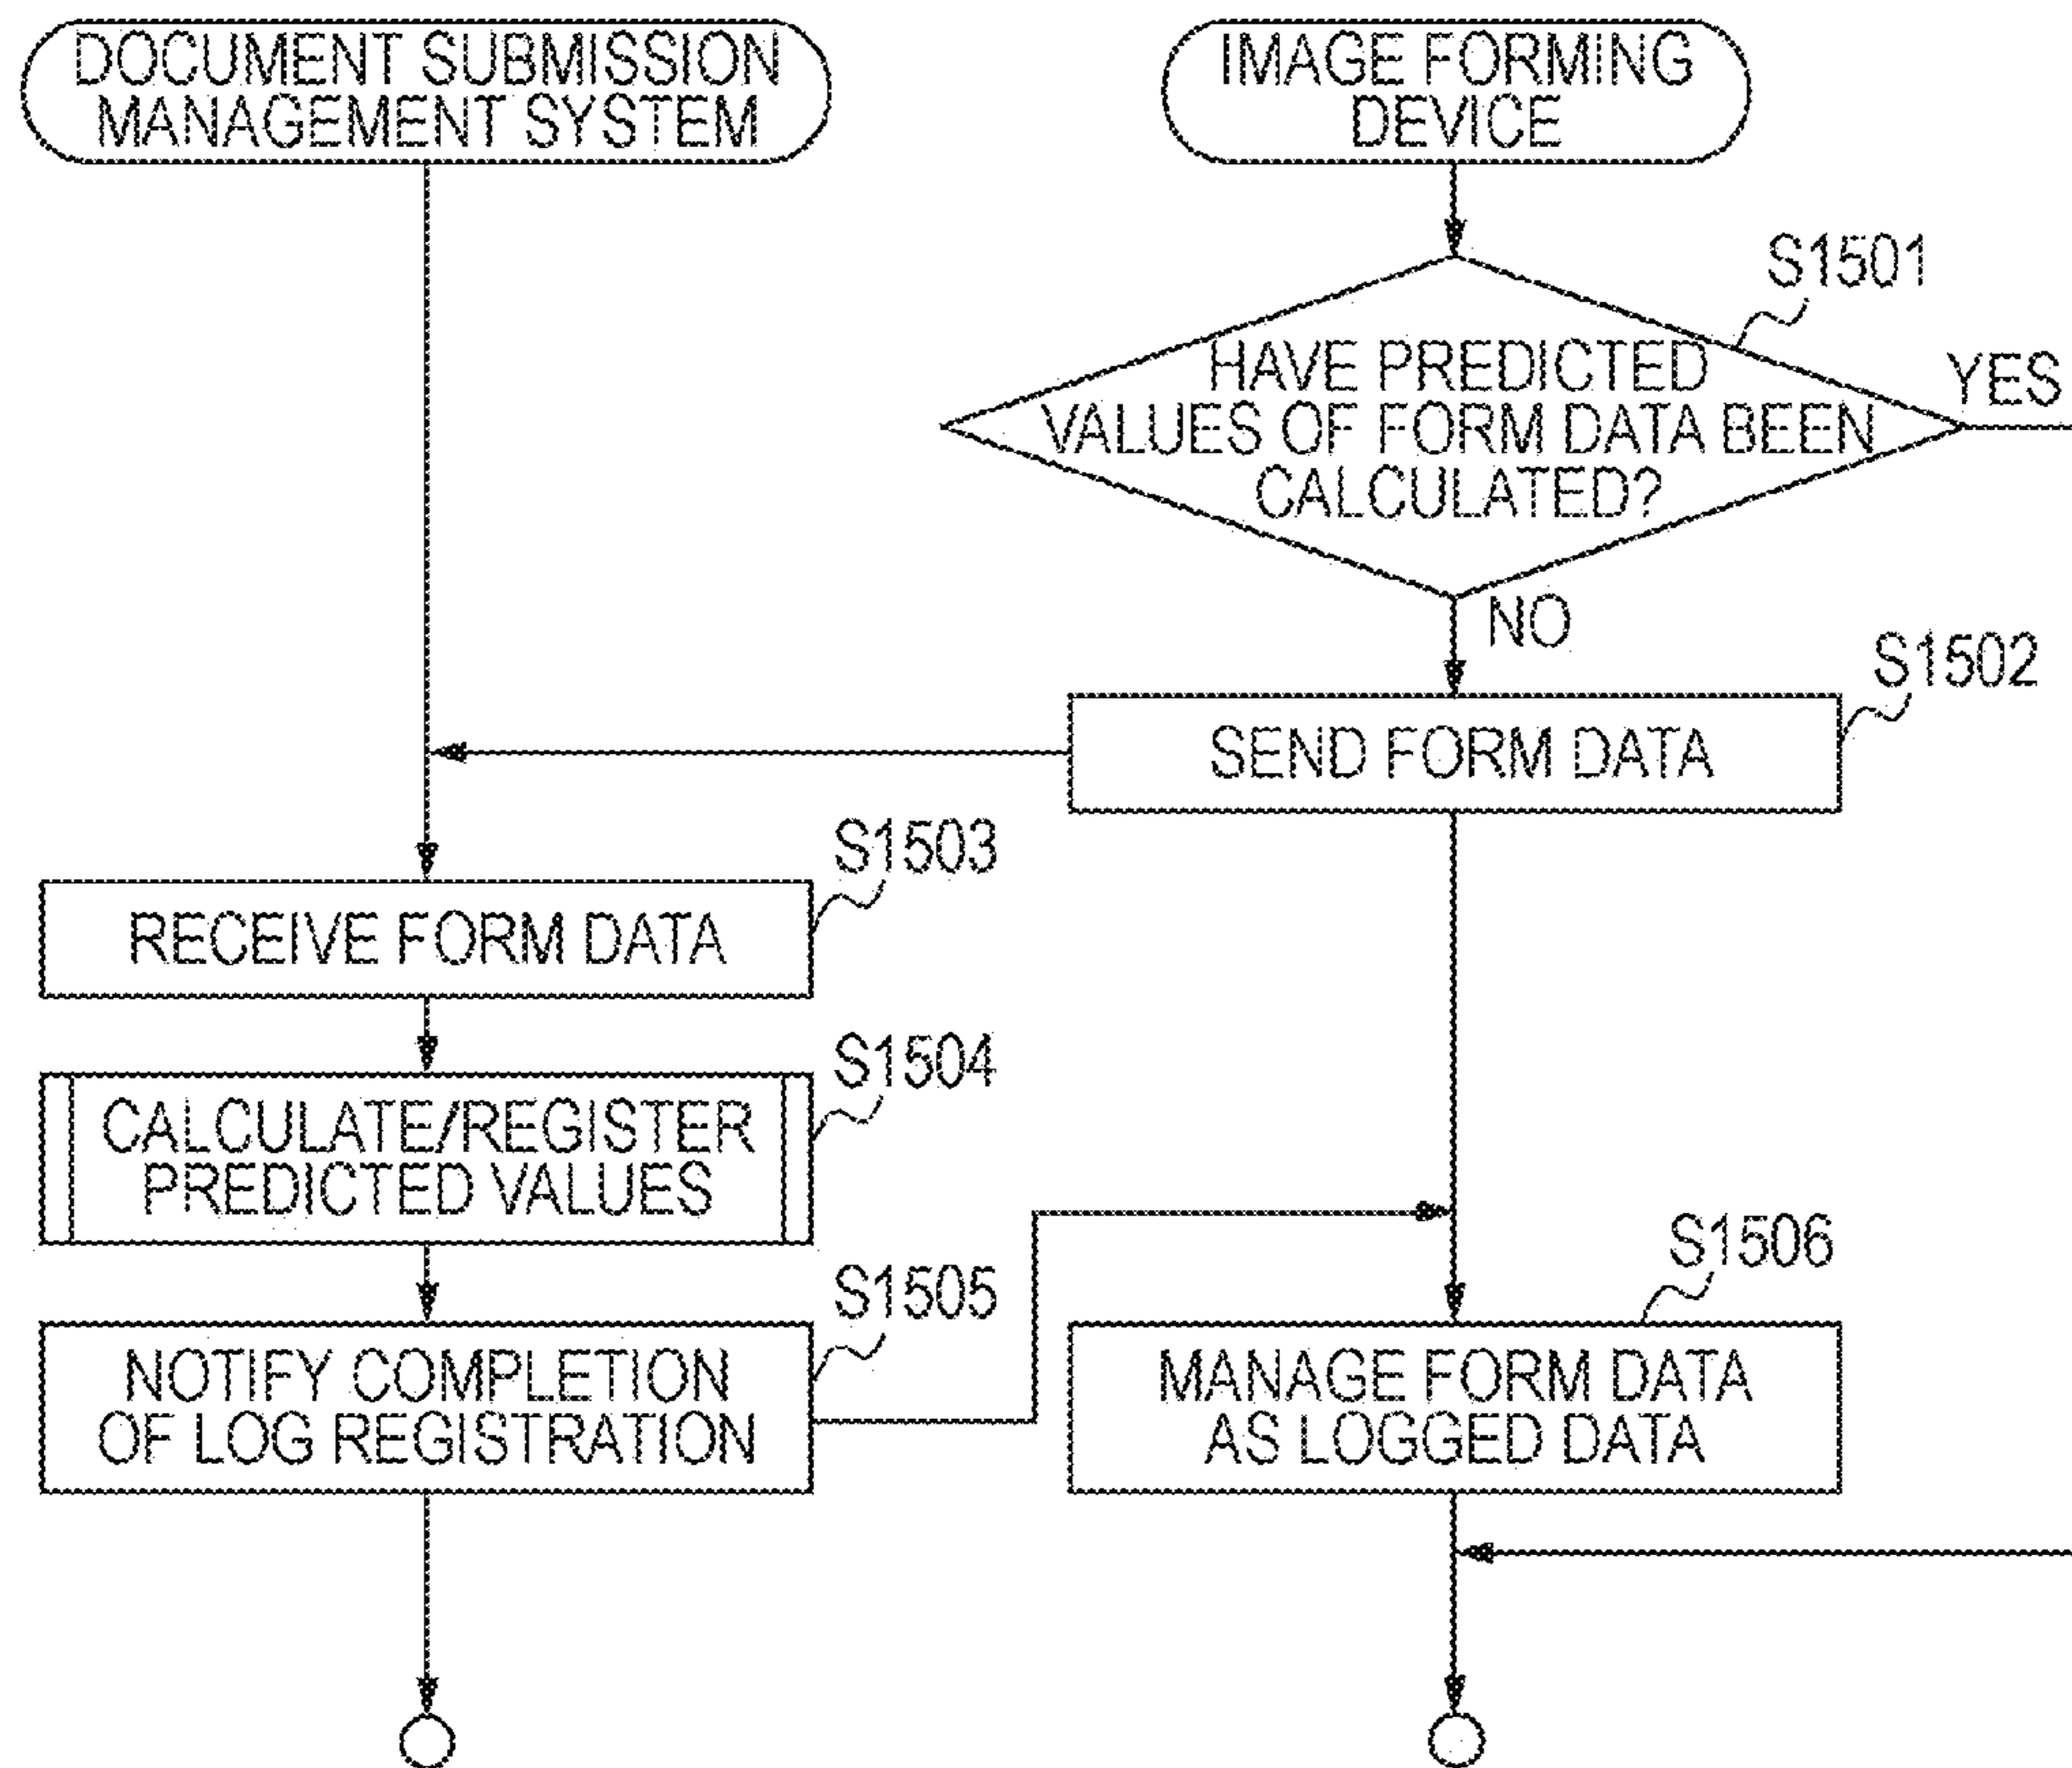 DOCUMENT SUBMISSION
MANAGEMENT SYSTEM
IMAGE FORMING
DEVICE
S1501
HAVE PREDICTED
VALUES OF FORM DATA BEEN
CALCULATED?
YES
NO
S1502
SEND FORM DATA
S1503
RECEIVE FORM DATA
S1504
CALCULATE/REGISTER
PREDICTED VALUES
S1505
NOTIFY COMPLETION
OF LOG REGISTRATION
S1506
MANAGE FORM DATA
AS LOGGED DATA